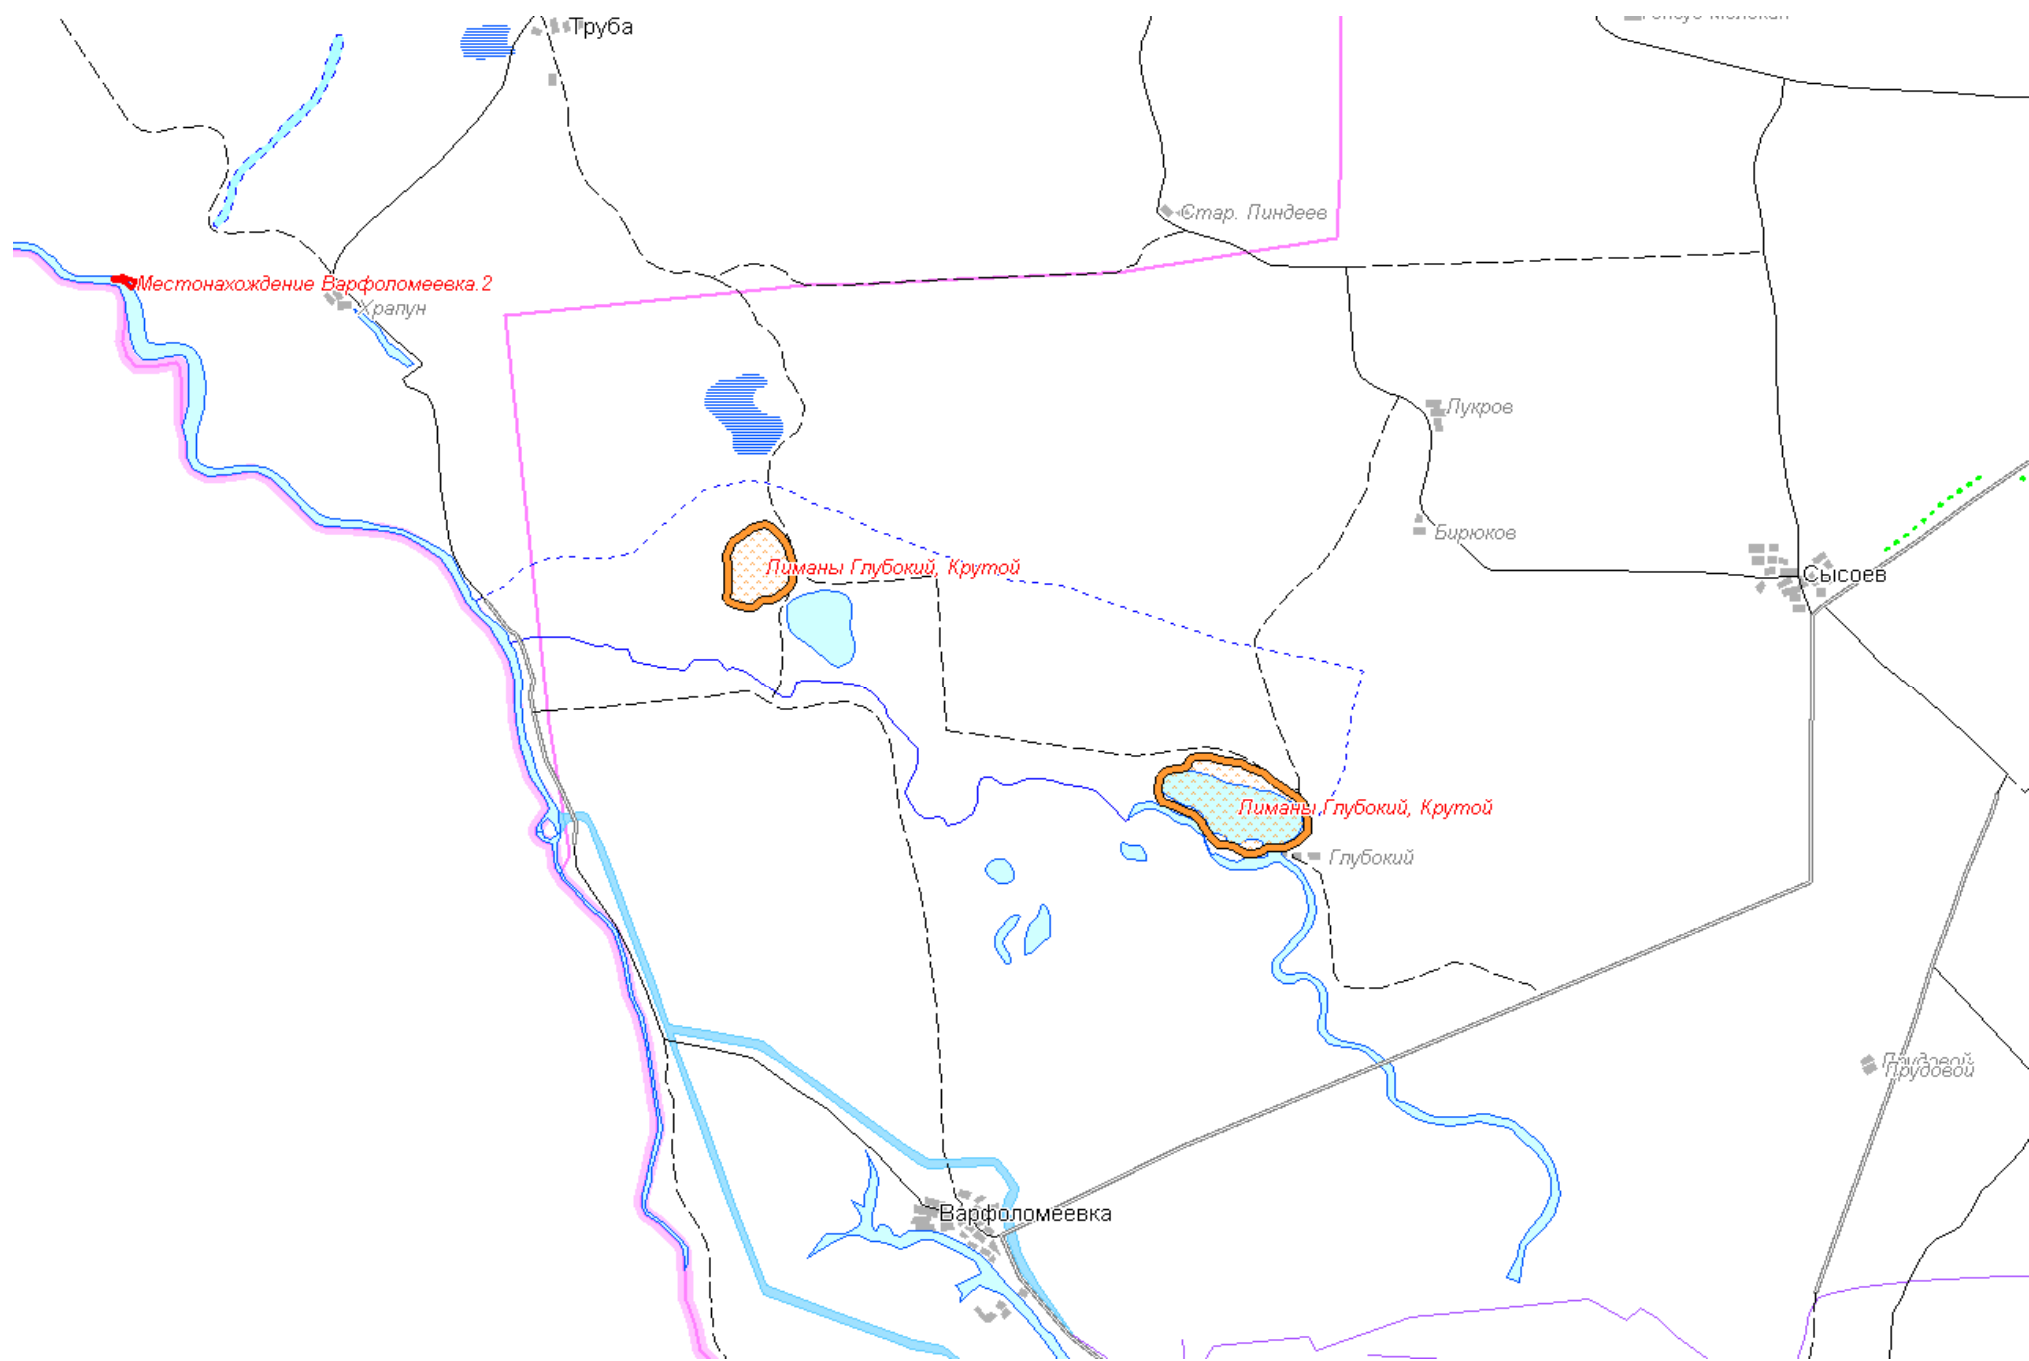 Труба
Стар. Пиндеев
Местонахождение Варфоломеевка.2
Храпун
Лукров
Бирюков
Лиманы Глубокий, Крутой
Сысоев
Лиманы Глубокий, Крутой
Глубокий
Прудовой
Прудовой
Варфоломеевка